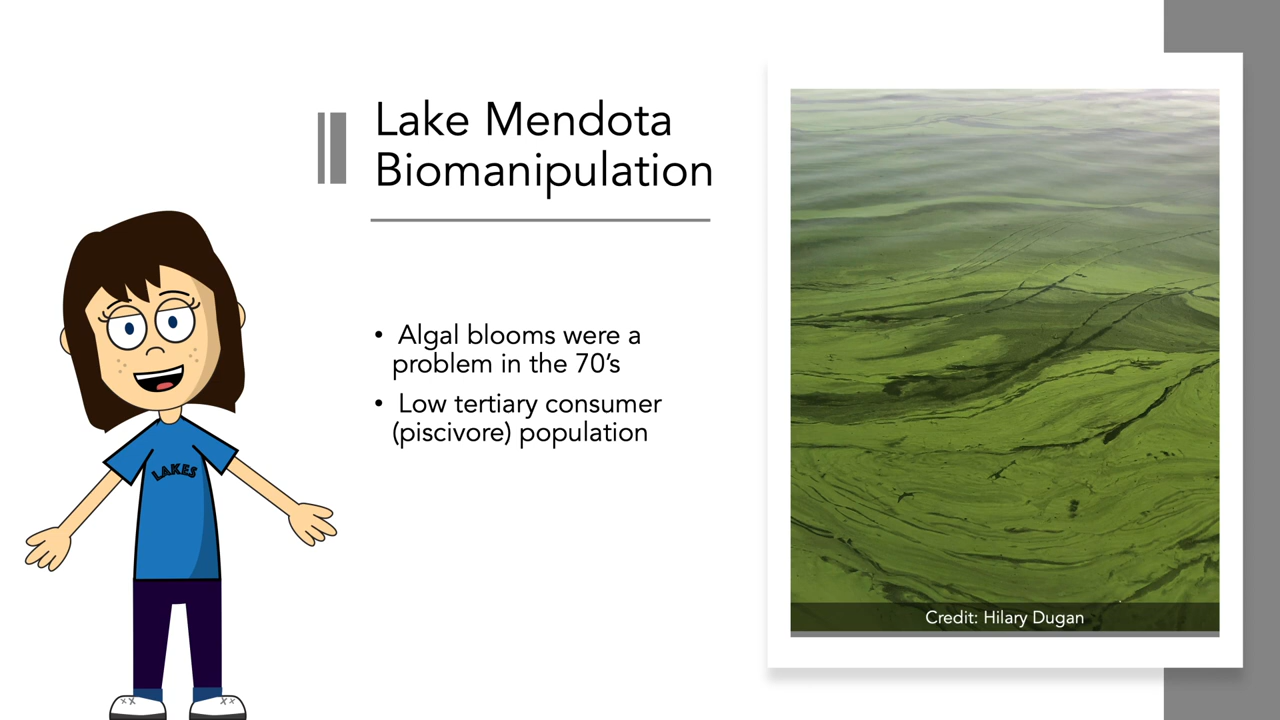 Lake Mendota
Biomanipulation
• Algal blooms were a
problem in the 70’s
• Low tertiary consumer
(piscivore) population
LAKES
Credit: Hilary Dugan